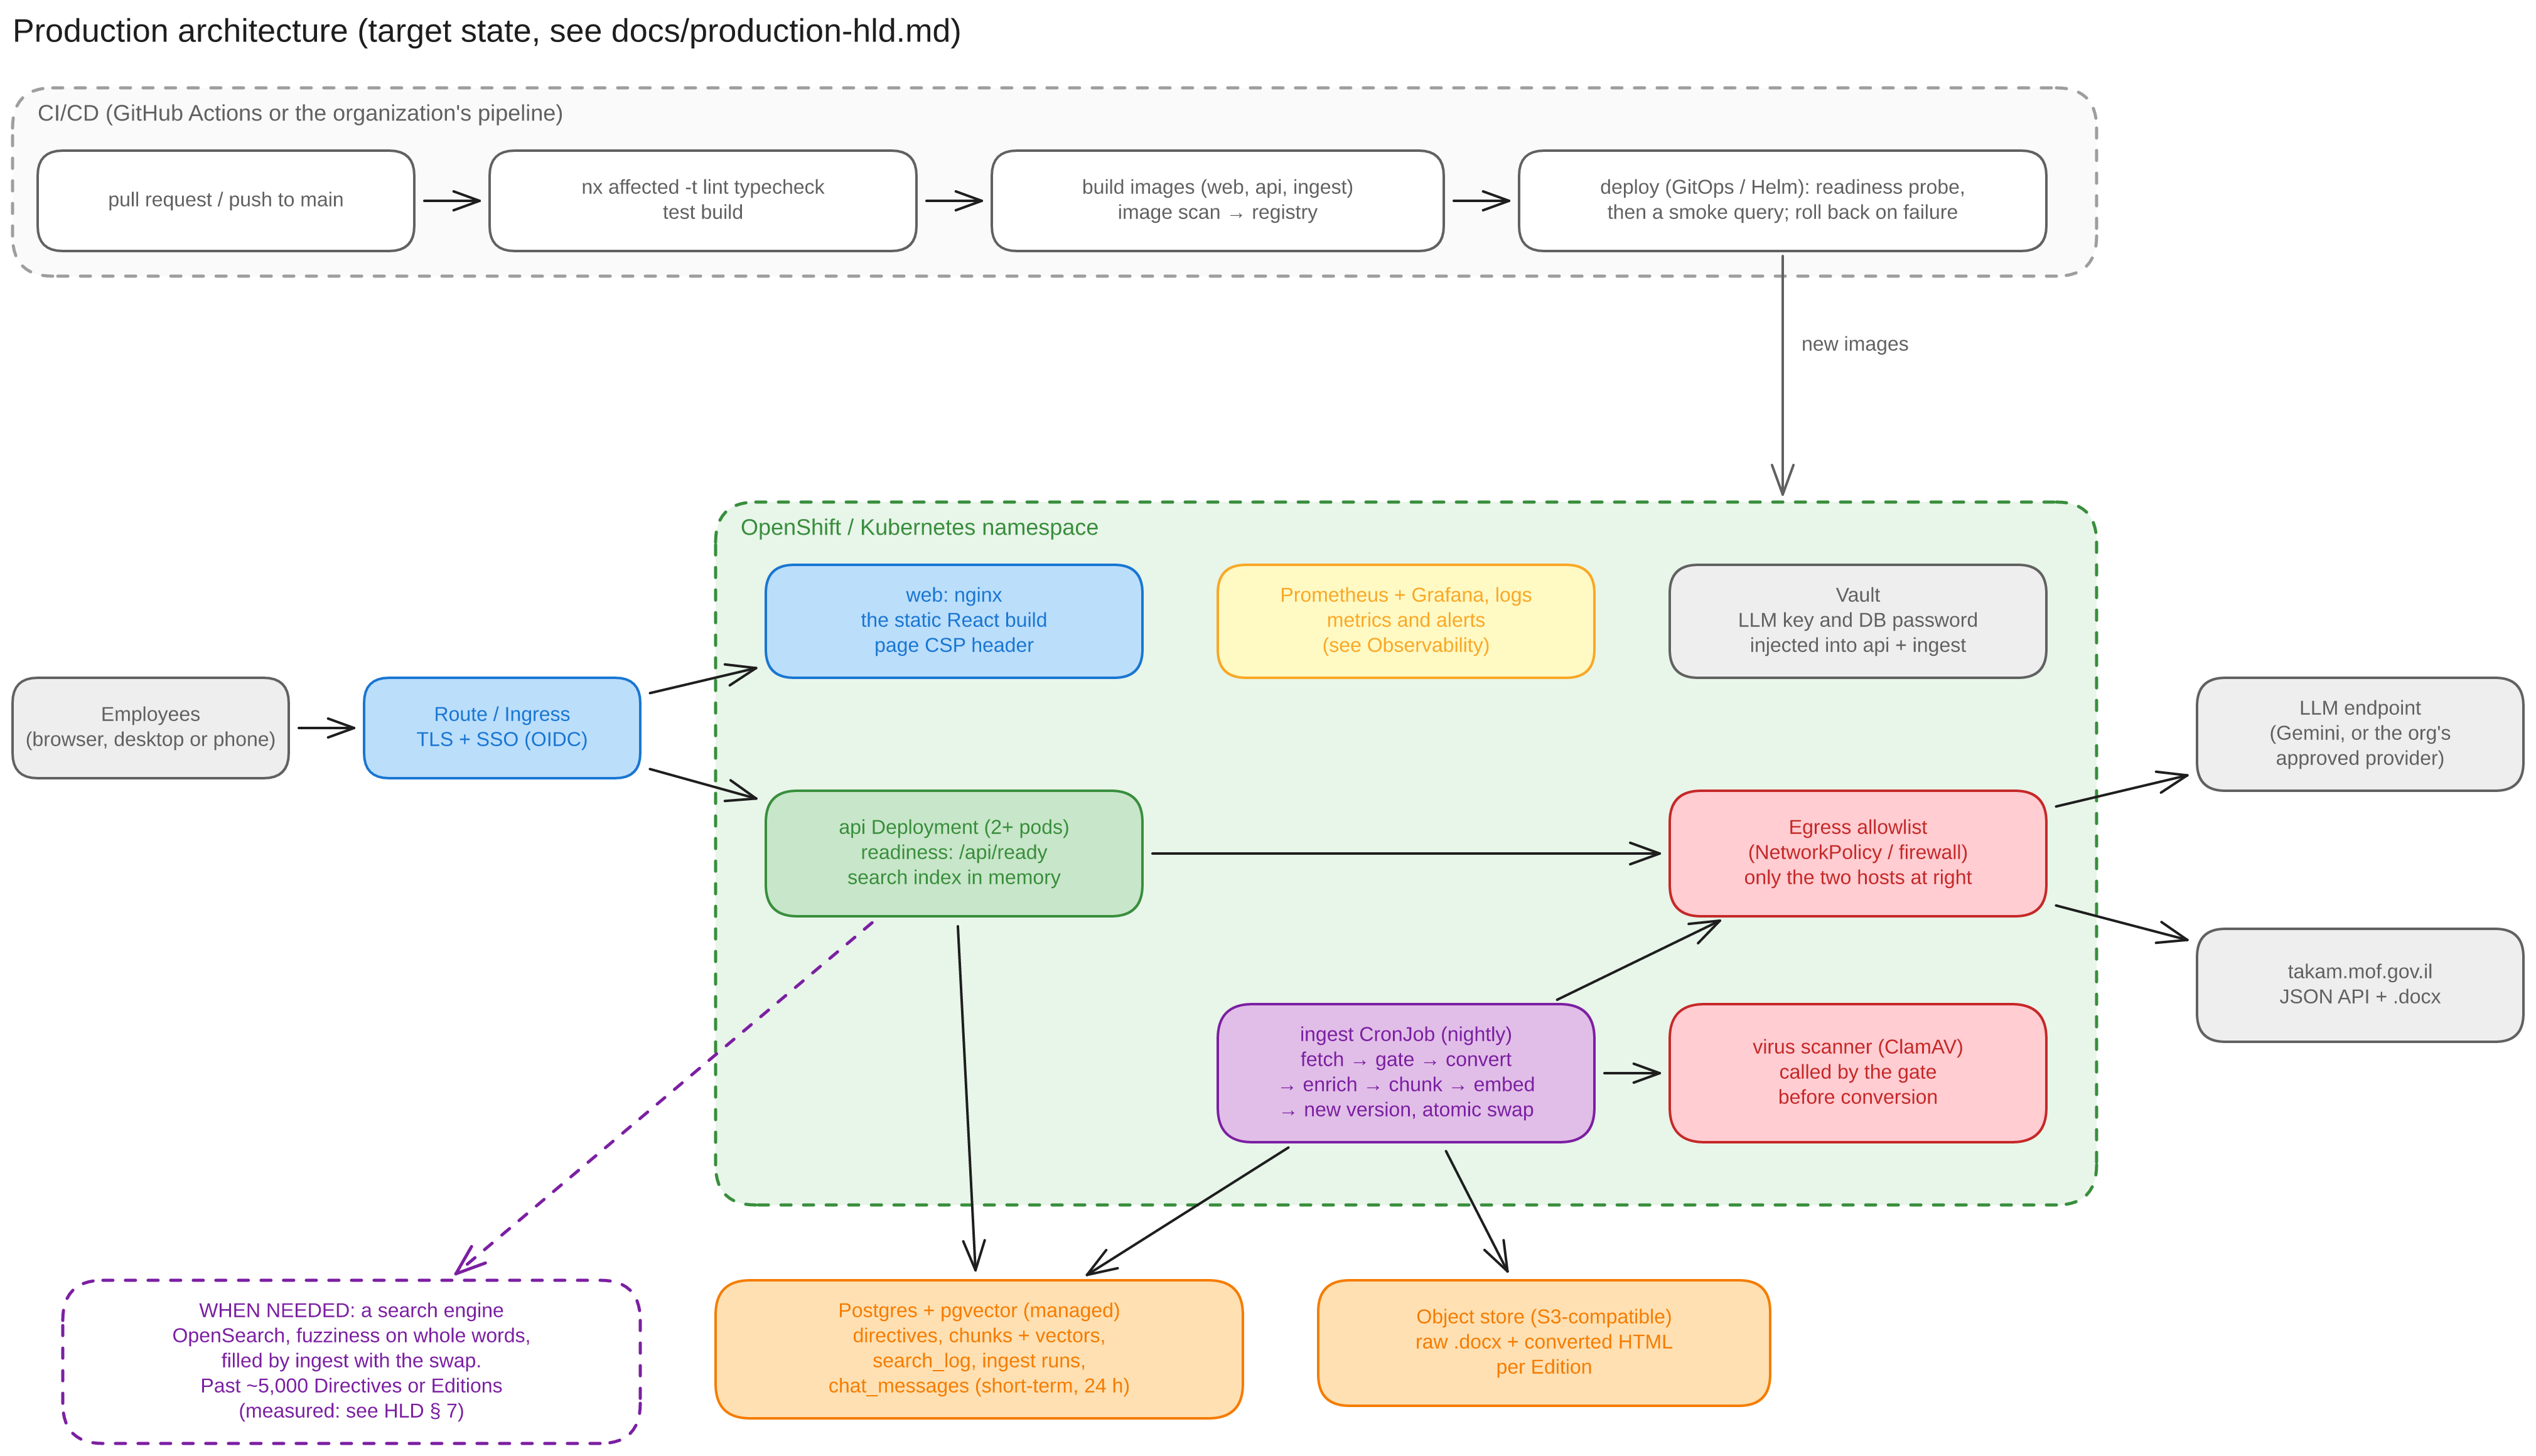 Production architecture (target state, see docs/production-hld.md)
CI/CD (GitHub Actions or the organization's pipeline)
pull request / push to main
nx affected -t lint typecheck
test build
build images (web, api, ingest)
image scan → registry
deploy (GitOps / Helm): readiness probe,
then a smoke query; roll back on failure
new images
OpenShift / Kubernetes namespace
web: nginx
the static React build
page CSP header
Prometheus + Grafana, logs
metrics and alerts
(see Observability)
Vault
LLM key and DB password
injected into api + ingest
Employees
(browser, desktop or phone)
Route / Ingress
TLS + SSO (OIDC)
LLM endpoint
(Gemini, or the org's
approved provider)
api Deployment (2+ pods)
readiness: /api/ready
search index in memory
Egress allowlist
(NetworkPolicy / firewall)
only the two hosts at right
takam.mof.gov.il
JSON API + .docx
ingest CronJob (nightly)
fetch → gate → convert
→ enrich → chunk → embed
→ new version, atomic swap
virus scanner (ClamAV)
called by the gate
before conversion
WHEN NEEDED: a search engine
OpenSearch, fuzziness on whole words,
filled by ingest with the swap.
Past ~5,000 Directives or Editions
(measured: see HLD § 7)
Postgres + pgvector (managed)
directives, chunks + vectors,
search_log, ingest runs,
chat_messages (short-term, 24 h)
Object store (S3-compatible)
raw .docx + converted HTML
per Edition